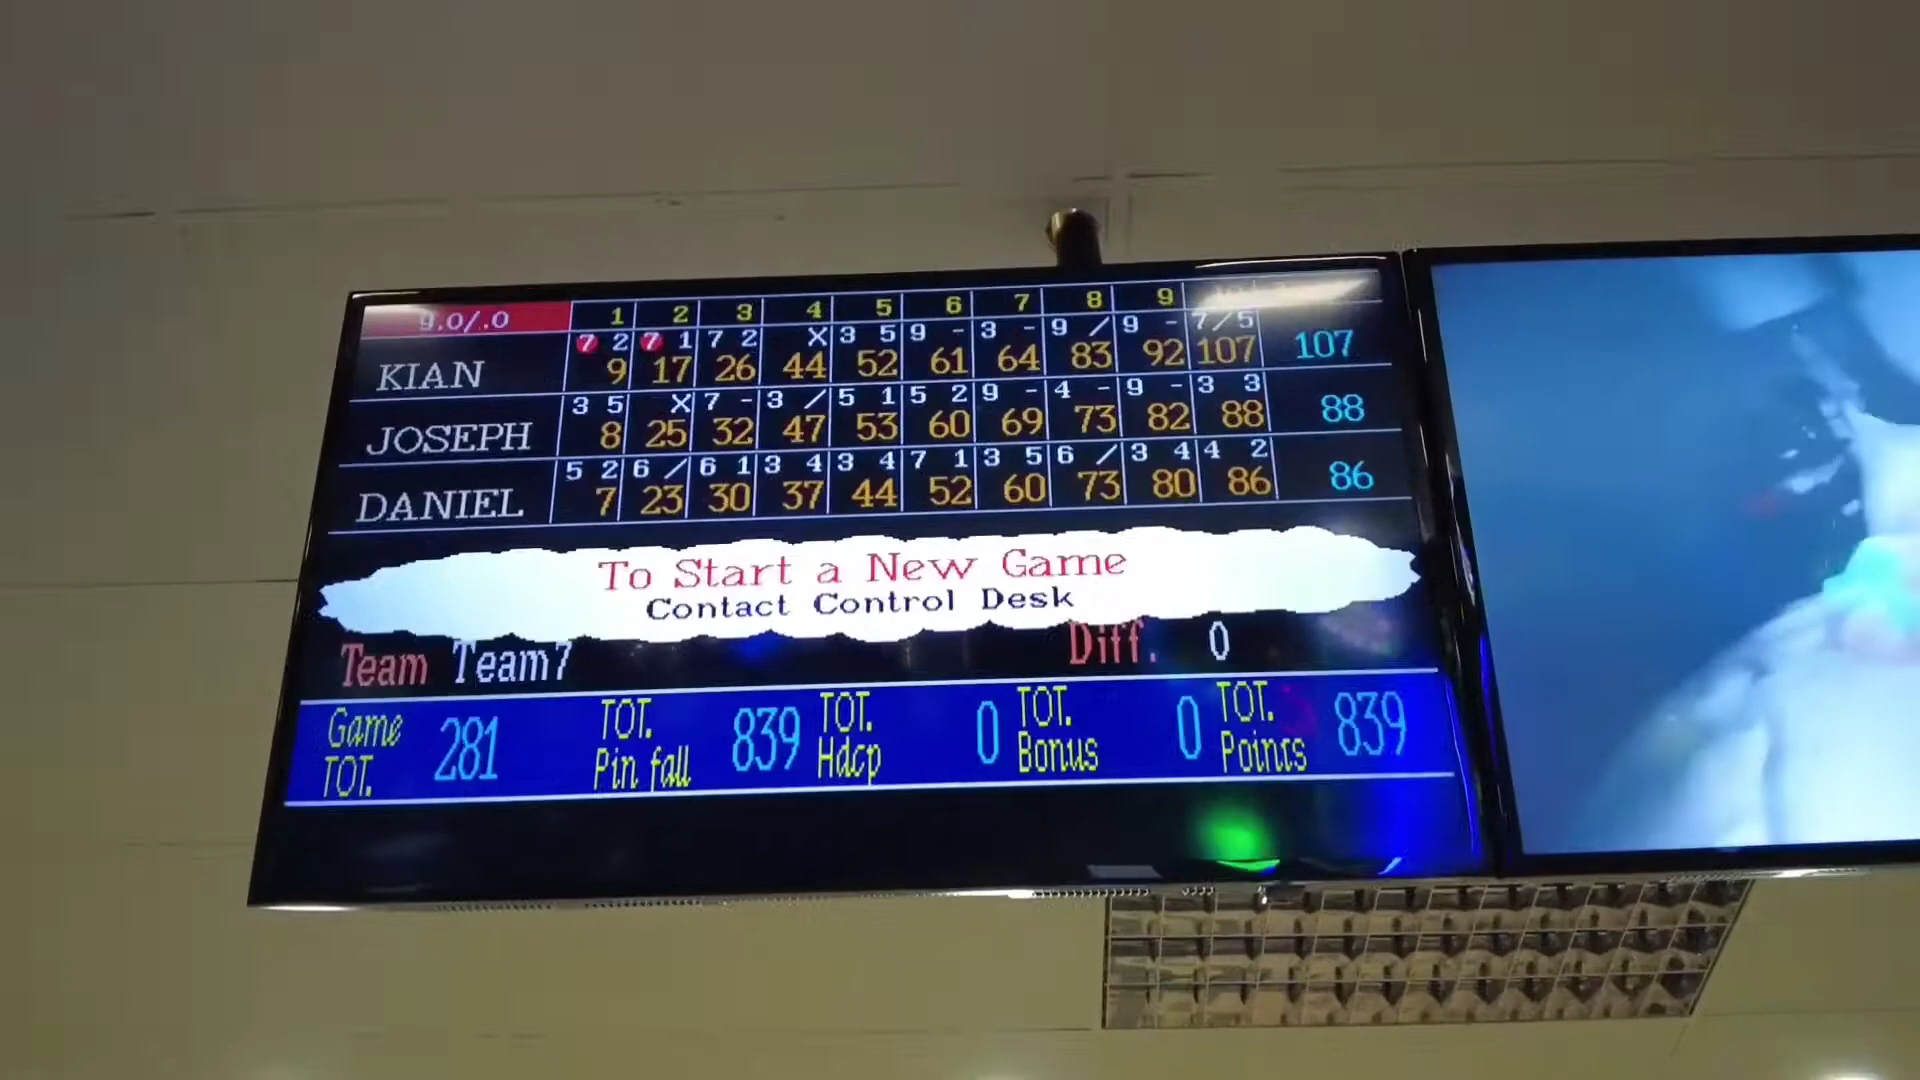 9.0/.0 1 2 3 4 5 6 7 8 9
7 2 7 1 7 2 X 3 5 9 - 3 - 9 / 9 - 7/5
KIAN 9 17 26 44 52 61 64 83 92 107 107
3 5 X 7 - 3 / 5 1 5 2 9 - 4 - 9 - 3 3
JOSEPH 8 25 32 47 53 60 69 73 82 88 88
5 2 6 / 6 1 3 4 3 4 7 1 3 5 6 / 3 4 4 2
DANIEL 7 23 30 37 44 52 60 73 80 86 86
To Start a New Game
Contact Control Desk
Team Team7 Diff. 0
Game TOT. 281 TOT. Pin fall 839 TOT. Hdcp 0 TOT. Bonus 0 TOT. Points 839